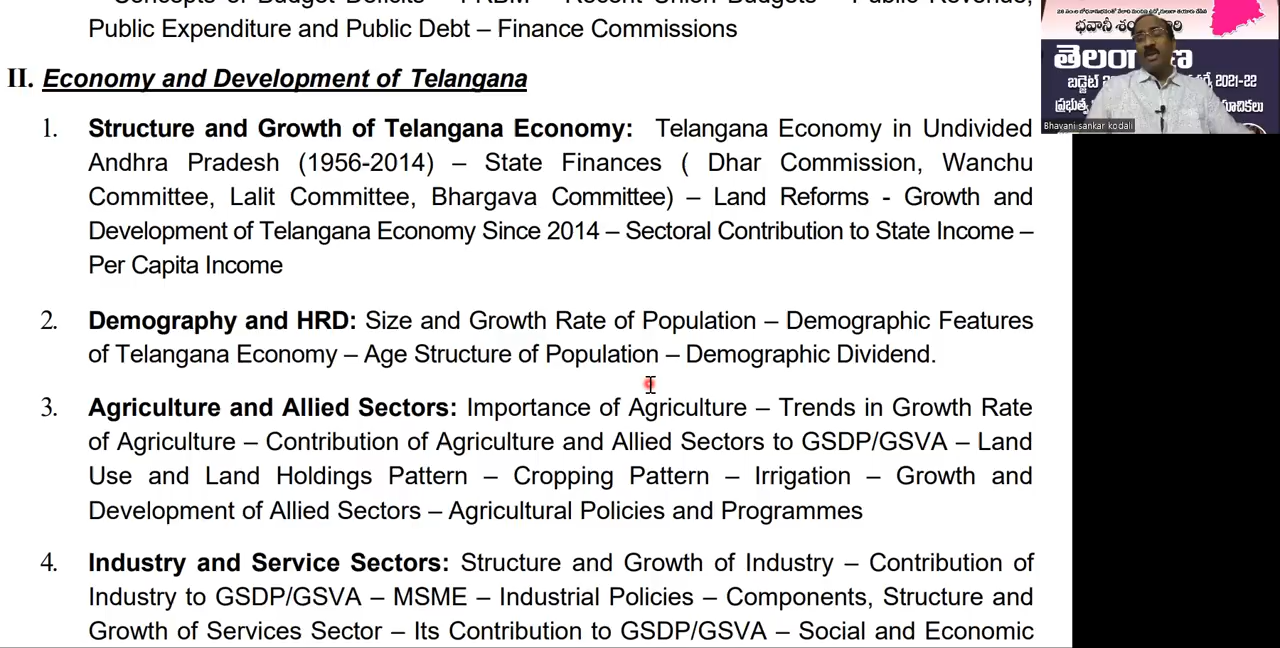 Public Expenditure and Public Debt – Finance Commissions
II. Economy and Development of Telangana
1. Structure and Growth of Telangana Economy: Telangana Economy in Undivided
Andhra Pradesh (1956-2014) – State Finances ( Dhar Commission, Wanchu
Committee, Lalit Committee, Bhargava Committee) – Land Reforms - Growth and
Development of Telangana Economy Since 2014 – Sectoral Contribution to State Income –
Per Capita Income
2. Demography and HRD: Size and Growth Rate of Population – Demographic Features
of Telangana Economy – Age Structure of Population – Demographic Dividend.
3. Agriculture and Allied Sectors: Importance of Agriculture – Trends in Growth Rate
of Agriculture – Contribution of Agriculture and Allied Sectors to GSDP/GSVA – Land
Use and Land Holdings Pattern – Cropping Pattern – Irrigation – Growth and
Development of Allied Sectors – Agricultural Policies and Programmes
4. Industry and Service Sectors: Structure and Growth of Industry – Contribution of
Industry to GSDP/GSVA – MSME – Industrial Policies – Components, Structure and
Growth of Services Sector – Its Contribution to GSDP/GSVA – Social and Economic
భవానీ
బడ్జెట్ 2021-22
Bhavani sankar kodali